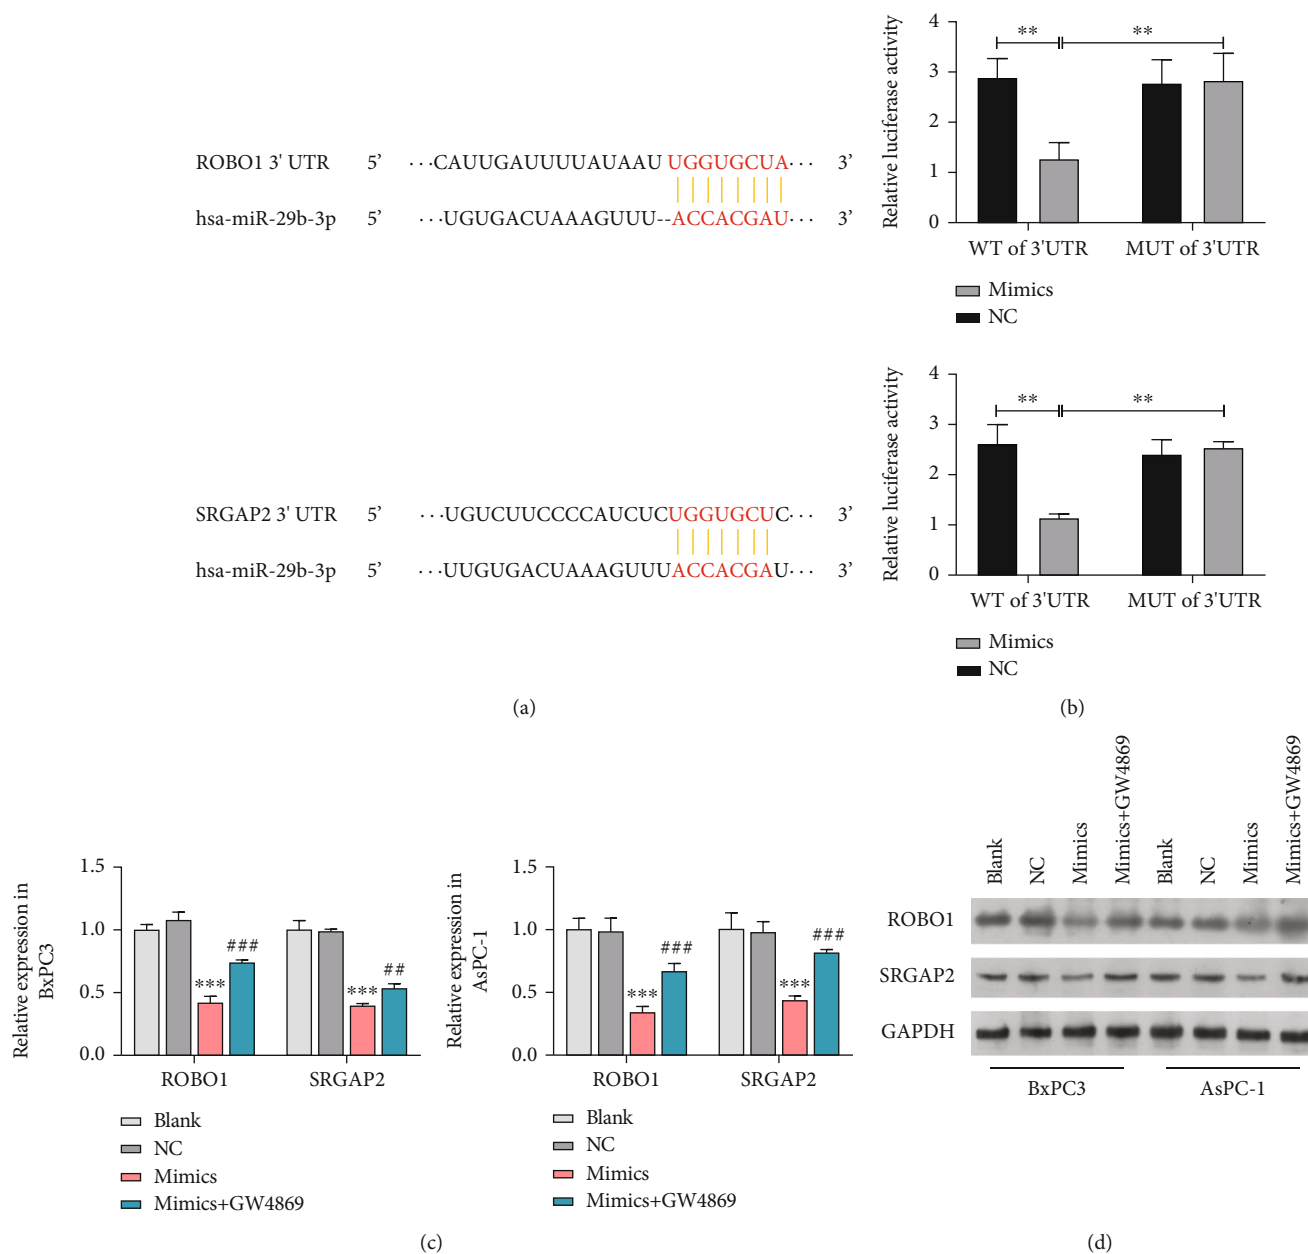 ROBO1 3' UTR 5' ···CAUUGAUUUUAUAAU UGGUGCUA··· 3'
hsa-miR-29b-3p 5' ···UGUGACUAAAGUUU--ACCACGAU··· 3'
SRGAP2 3' UTR 5' ···UGUCUUCCCCAUCUCUGGUGCUC··· 3'
hsa-miR-29b-3p 5' ···UUGUGACUAAAGUUUACCACGAU··· 3'
(a)
Relative luciferase activity
4
3
2
1
0
** **
WT of 3'UTR MUT of 3'UTR
Mimics
NC
Relative luciferase activity
4
3
2
1
0
** **
WT of 3'UTR MUT of 3'UTR
Mimics
NC
(b)
Relative expression in
BxPC3
1.5
1.0
0.5
0.0
*** ### *** ##
ROBO1 SRGAP2
Blank
NC
Mimics
Mimics+GW4869
Relative expression in
AsPC-1
1.5
1.0
0.5
0.0
*** ### *** ###
ROBO1 SRGAP2
Blank
NC
Mimics
Mimics+GW4869
(c)
Blank NC Mimics Mimics+GW4869 Blank NC Mimics Mimics+GW4869
ROBO1
SRGAP2
GAPDH
BxPC3 AsPC-1
(d)